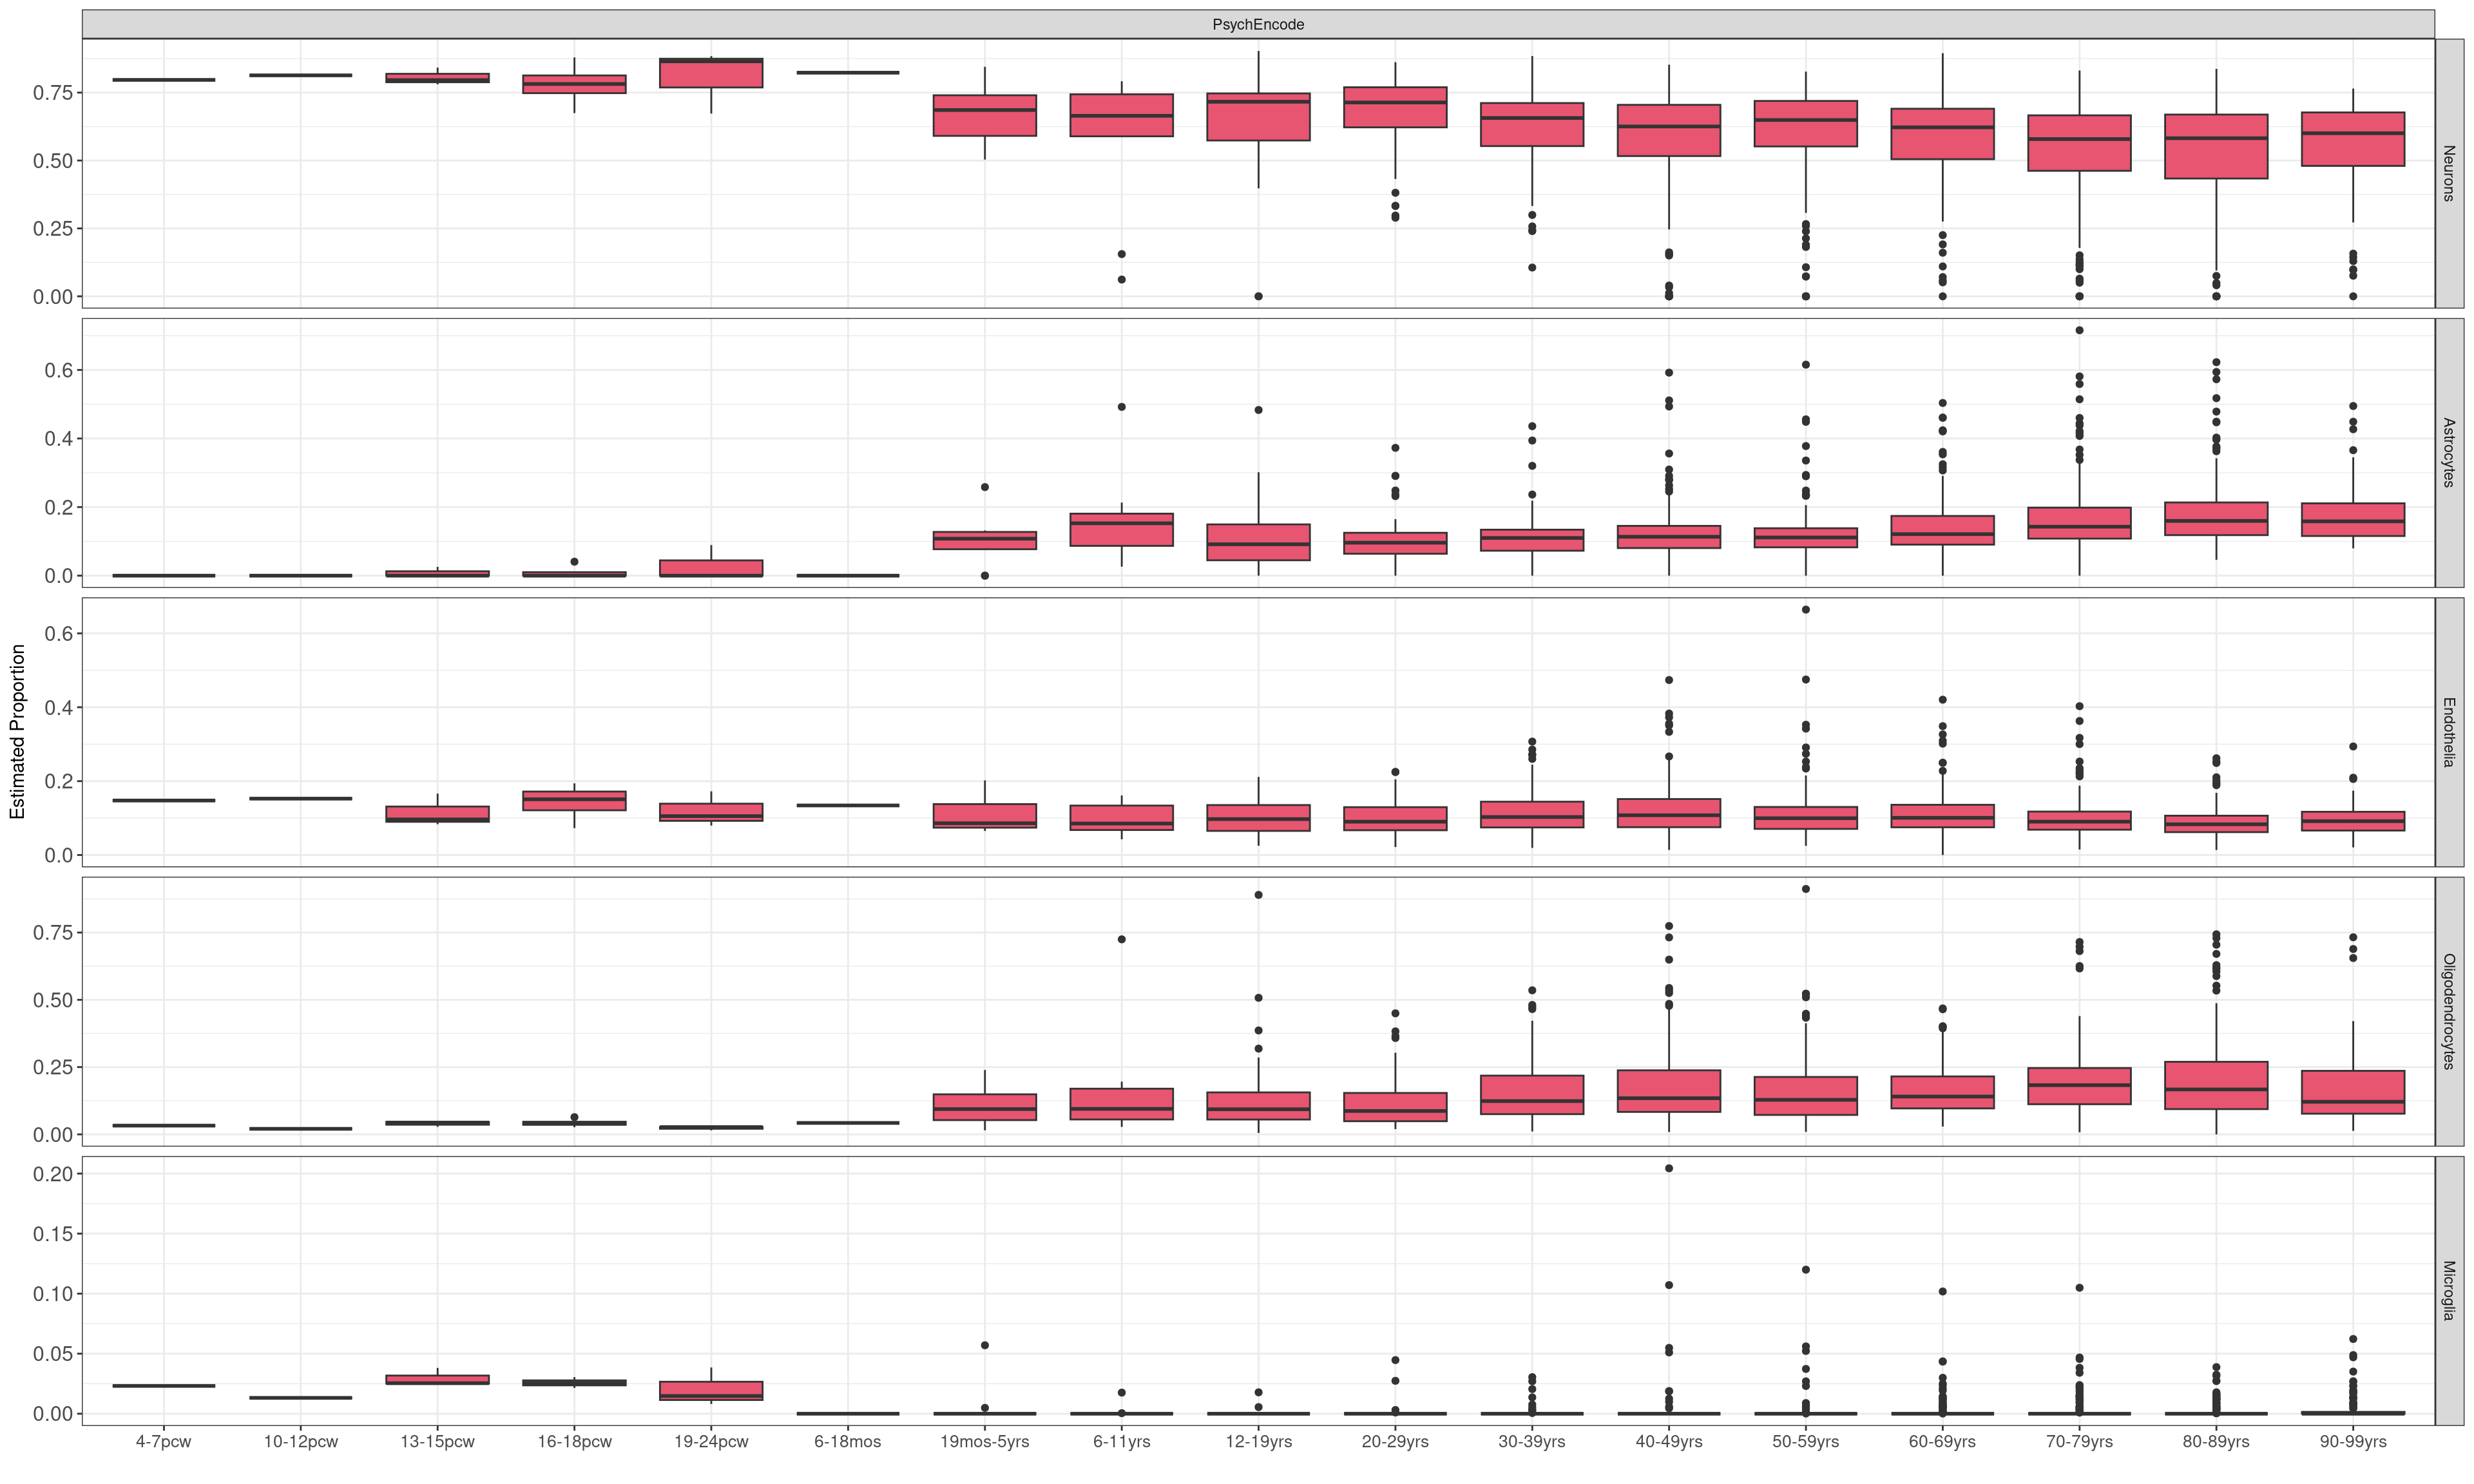 PsychEncode
Estimated Proportion
0.75
0.50
0.25
0.00
Neurons
0.6
0.4
0.2
0.0
Astrocytes
0.6
0.4
0.2
0.0
Endothelia
0.75
0.50
0.25
0.00
Oligodendrocytes
0.20
0.15
0.10
0.05
0.00
Microglia
4-7pcw 10-12pcw 13-15pcw 16-18pcw 19-24pcw 6-18mos 19mos-5yrs 6-11yrs 12-19yrs 20-29yrs 30-39yrs 40-49yrs 50-59yrs 60-69yrs 70-79yrs 80-89yrs 90-99yrs